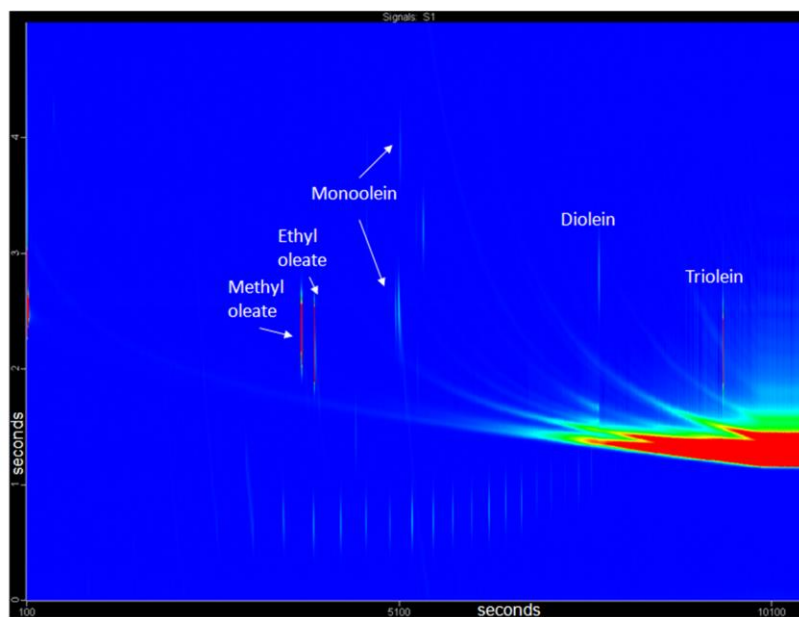 Signals: S1
4
Monoolein
Diolein
Ethyl
oleate
3
Triolein
Methyl
oleate
2
seconds
1
0
100
5100
seconds
10100